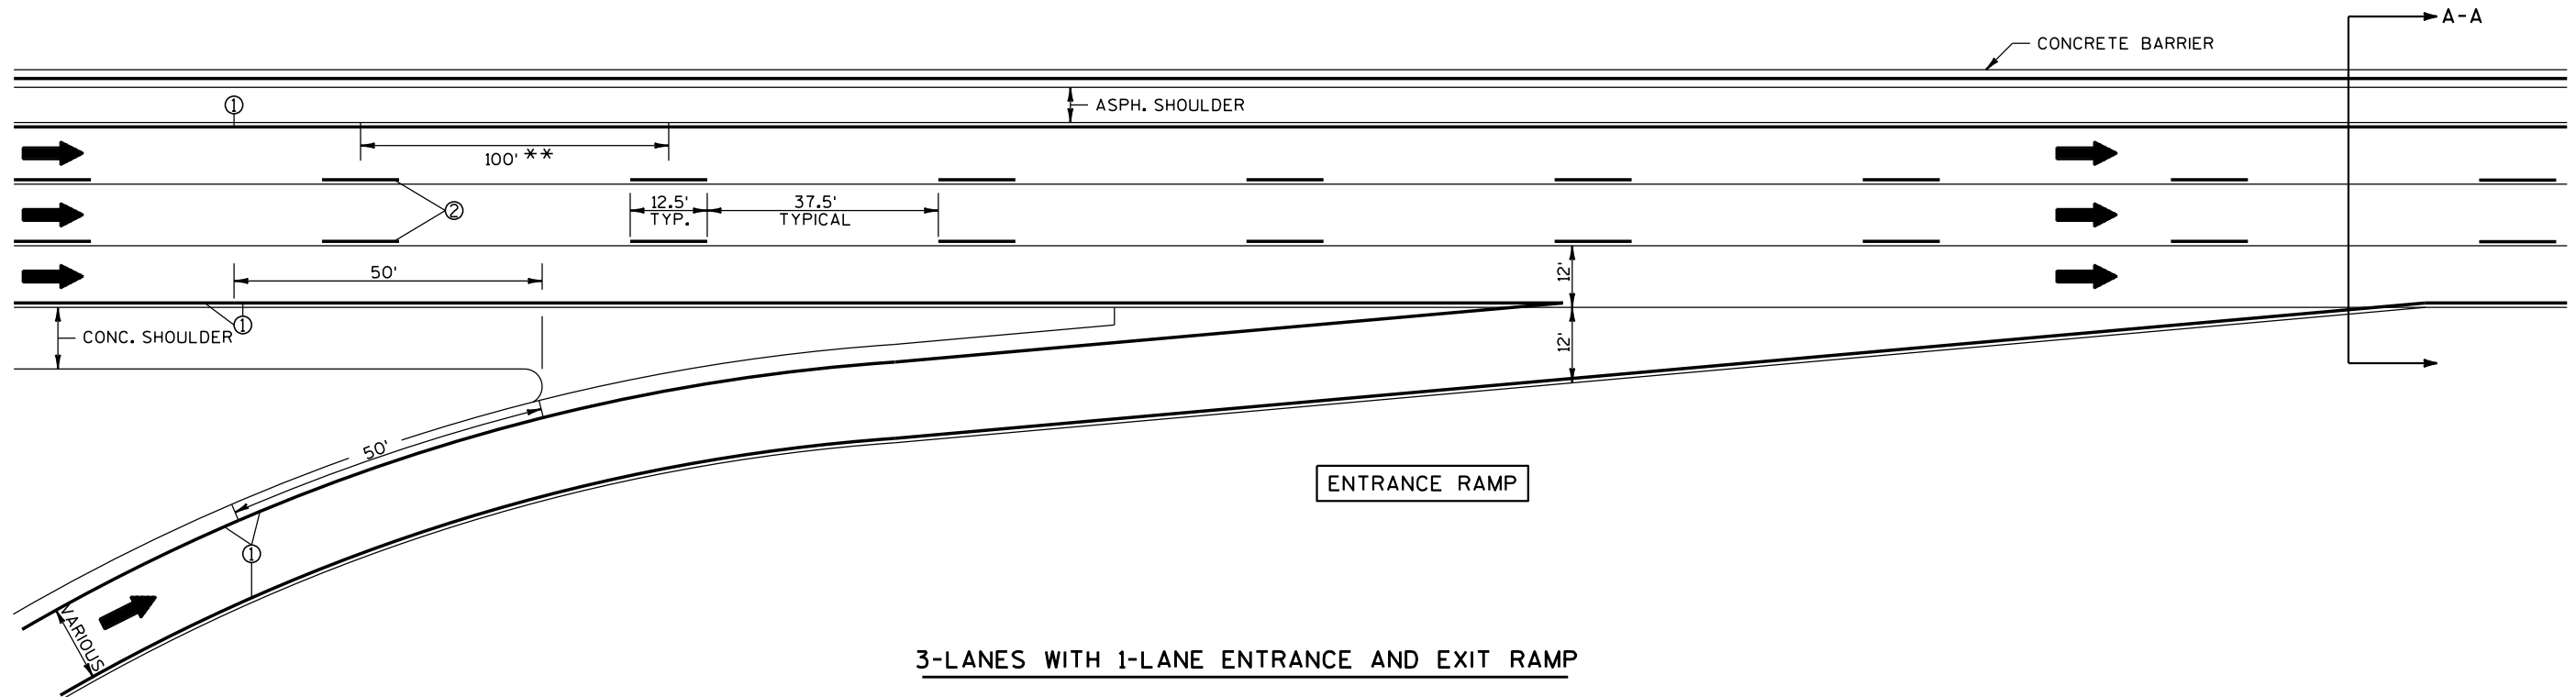 A-A
CONCRETE BARRIER
①
ASPH. SHOULDER
100' **
②
12.5'
TYP.
37.5'
TYPICAL
50'
12'
①
CONC. SHOULDER
12'
50'
ENTRANCE RAMP
①
VARIOUS
3-LANES WITH 1-LANE ENTRANCE AND EXIT RAMP